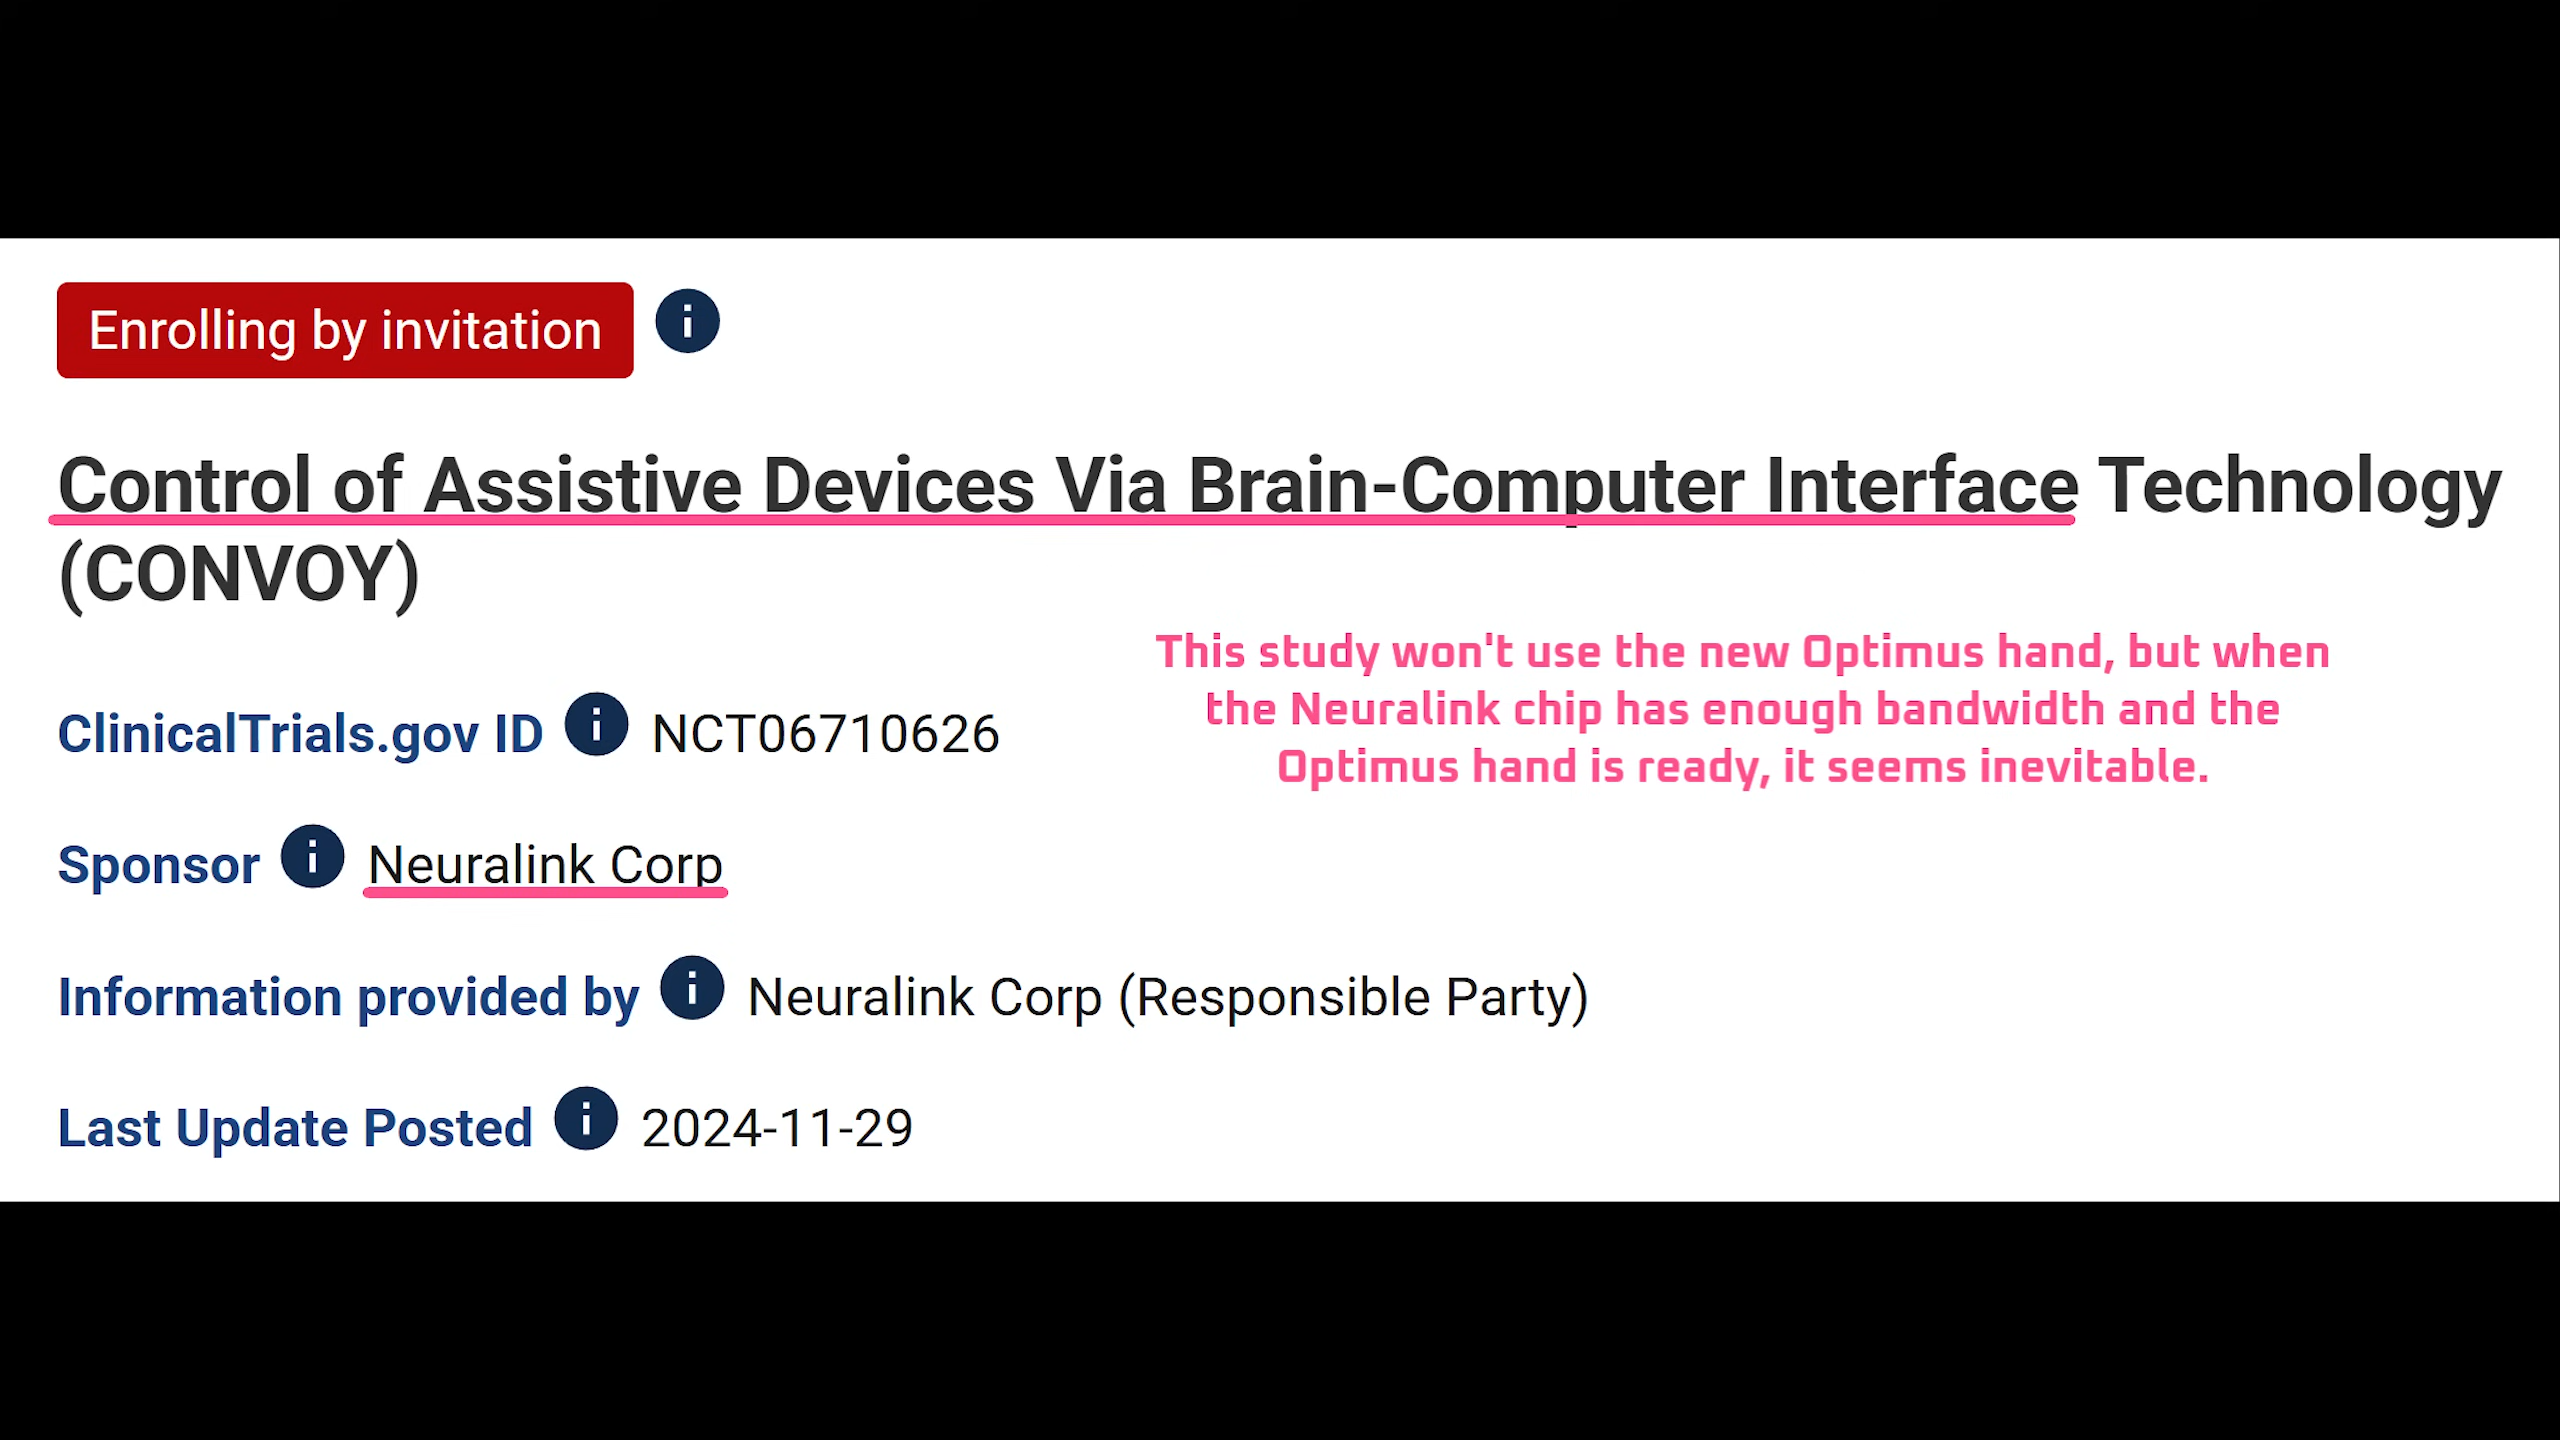 Enrolling by invitation
Control of Assistive Devices Via Brain-Computer Interface Technology
(CONVOY)
This study won't use the new Optimus hand, but when
the Neuralink chip has enough bandwidth and the
Optimus hand is ready, it seems inevitable.
ClinicalTrials.gov ID NCT06710626
Sponsor Neuralink Corp
Information provided by Neuralink Corp (Responsible Party)
Last Update Posted 2024-11-29